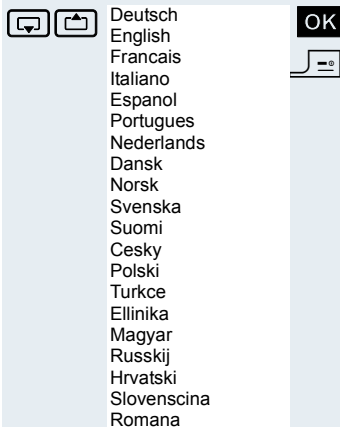 Deutsch
OK
English
Francais
Italiano
Espanol
Portugues
Nederlands
Dansk
Norsk
Svenska
Suomi
Cesky
Polski
Turkce
Ellinika
Magyar
Russkij
Hrvatski
Slovenscina
Romana